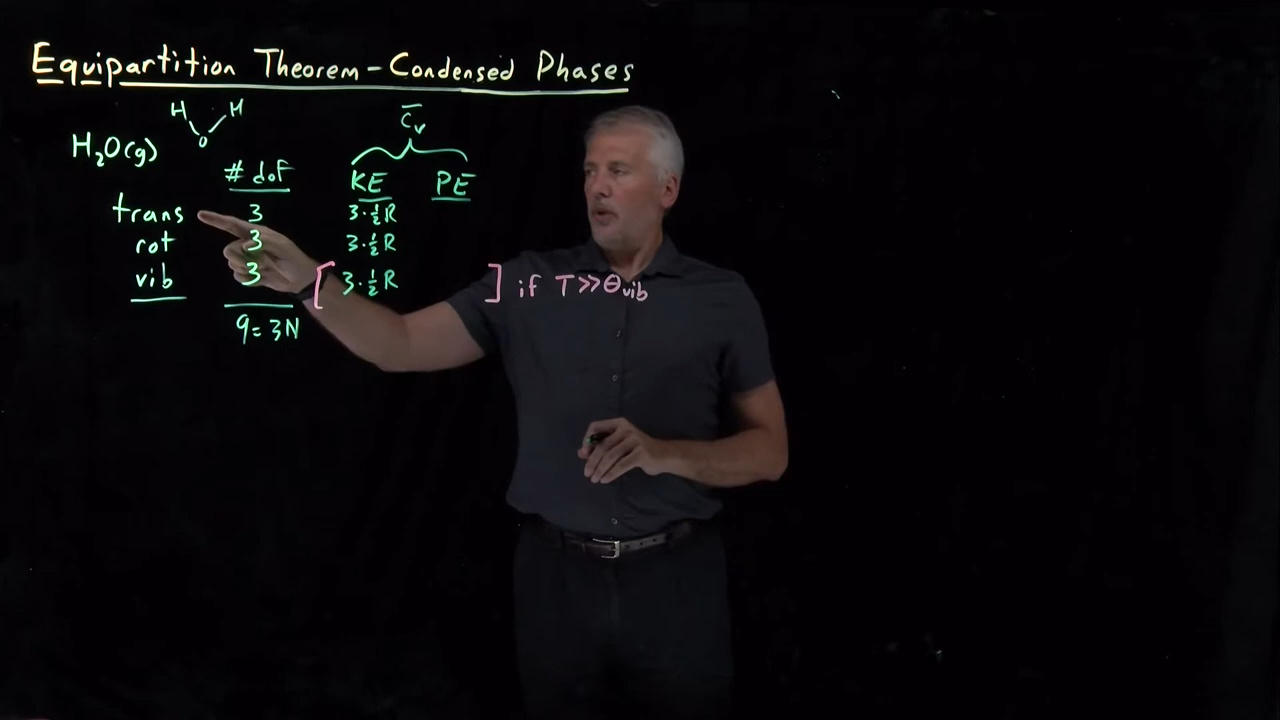 Equipartition Theorem - Condensed Phases
H H
O
H₂O(g)
C̄ᵥ
# dof KE PE
trans 3 3·½R
rot 3 3·½R
vib 3 [ 3·½R ] if T>>Θvib
9=3N